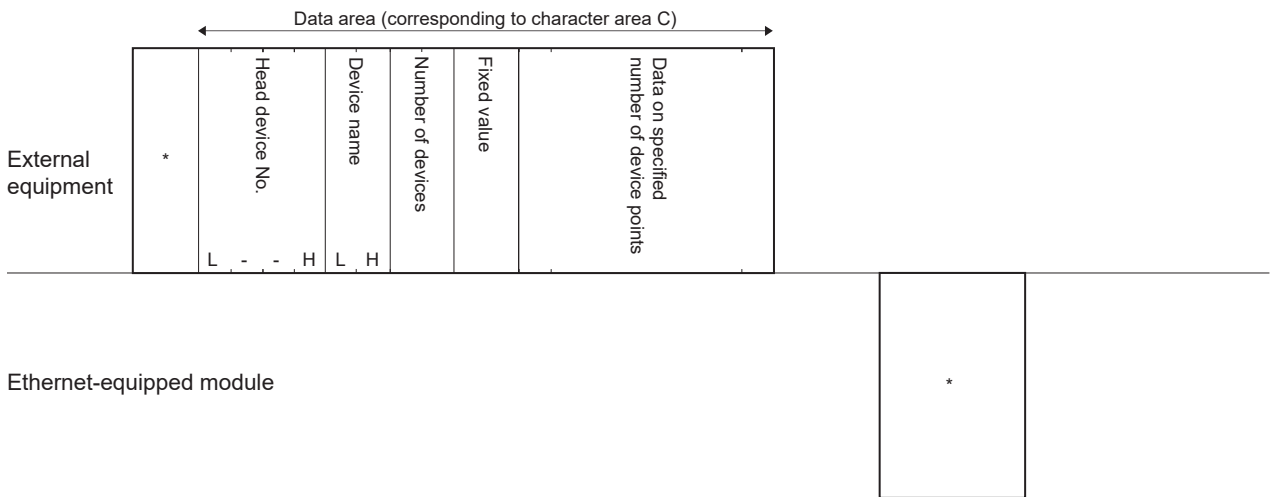 Data area (corresponding to character area C)
External
equipment
*
Head device No.
L - - H
Device name
L H
Number of devices
Fixed value
Data on specified
number of device points
Ethernet-equipped module
*